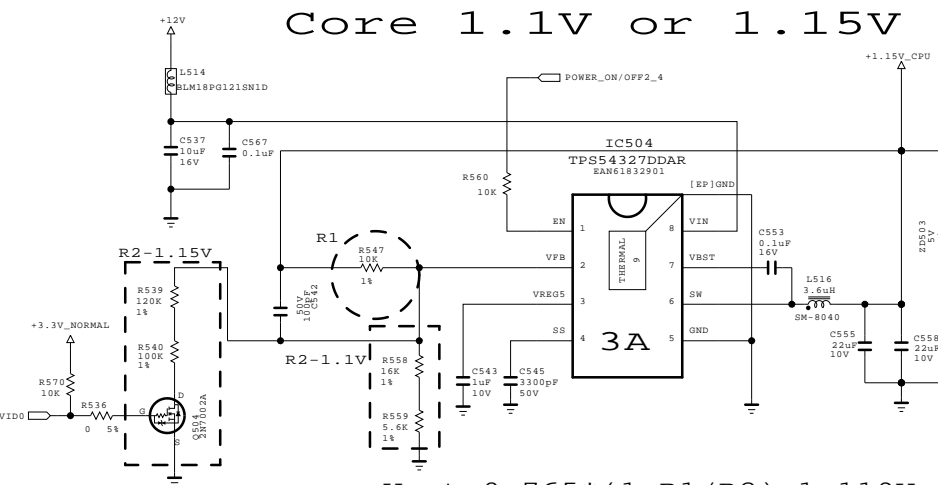 Core 1.1V or 1.15V
+12V
L514
BLM18PG121SN1D
C537
10uF
16V
C567
0.1uF
POWER_ON/OFF2_4
+1.15V_CPU
IC504
TPS54327DDAR
EAN61832901
R560
10K
[EP]GND
EN
1
8
VIN
VFB
2
7
VBST
VREG5
3
6
SW
SS
4
5
GND
THERMAL
9
3A
C553
0.1uF
16V
L516
3.6uH
SM-8040
ZD503
5V
C555
22uF
10V
C558
22uF
10V
R1
R547
10K
1%
R2-1.15V
R539
120K
1%
R540
100K
1%
C542
100pF
50V
R2-1.1V
R558
16K
1%
R559
5.6K
1%
C543
1uF
10V
C545
3300pF
50V
+3.3V_NORMAL
R570
10K
VID0
R536
0 5%
G
D
S
Q504
2N7002A